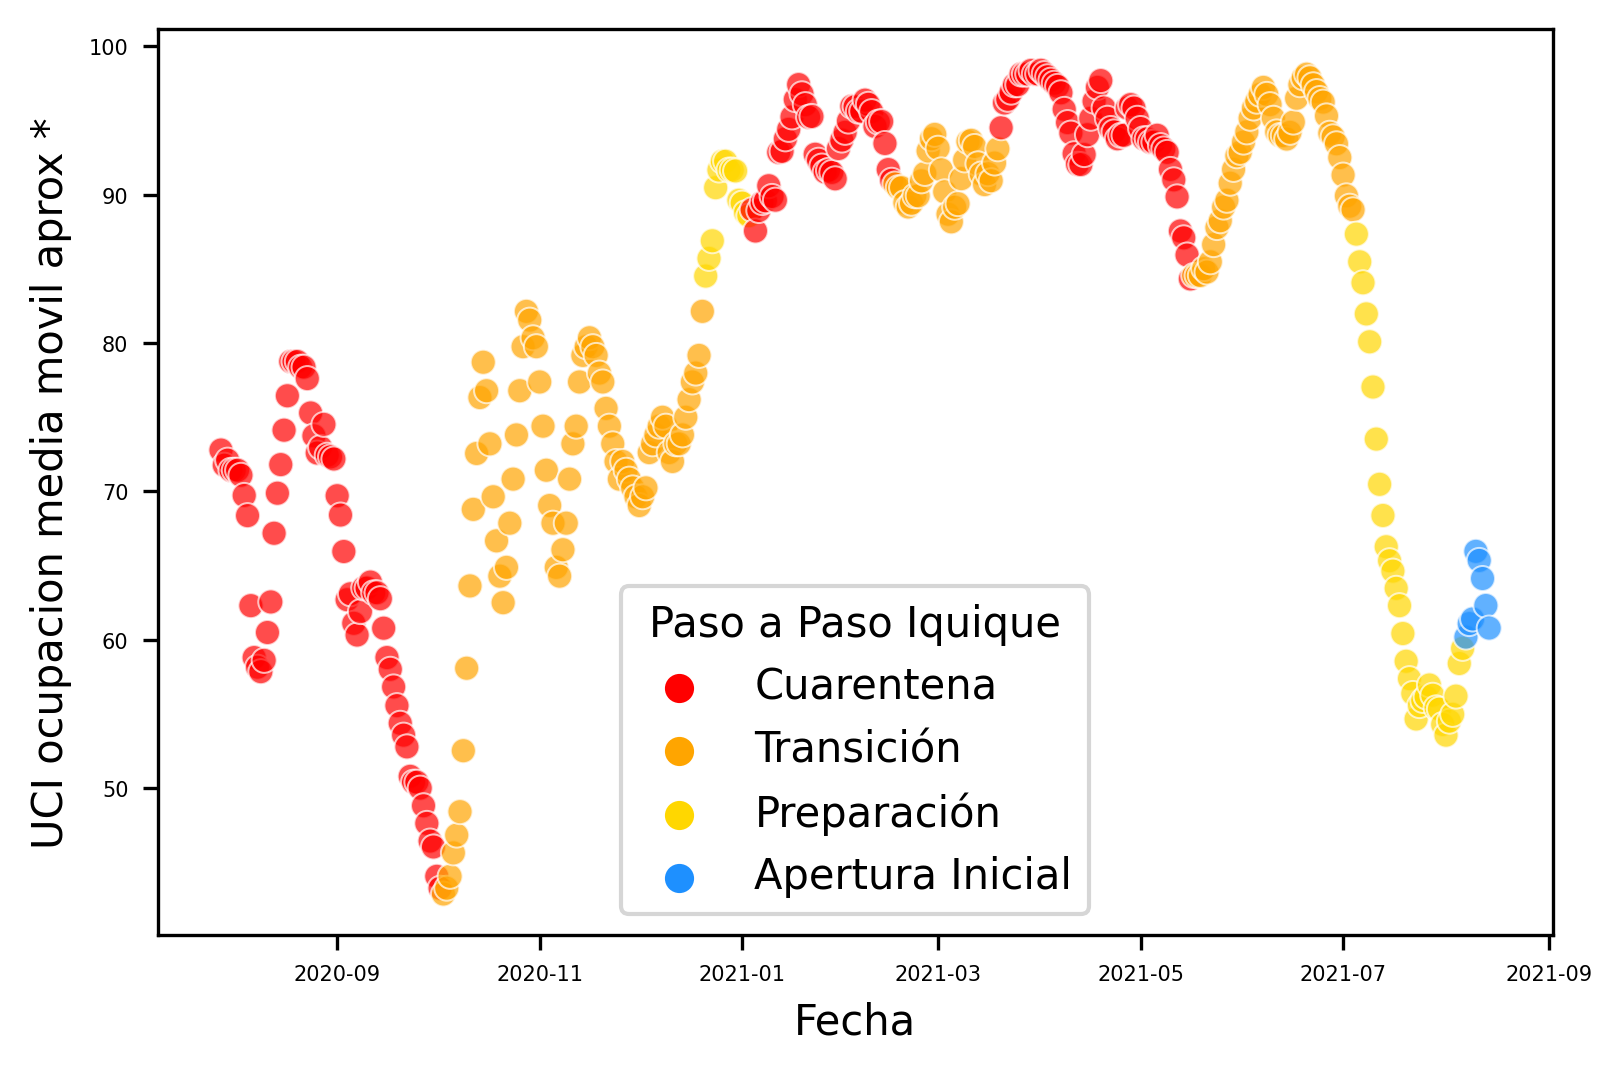 UCI ocupacion media movil aprox *
100
90
80
70
60
50
Paso a Paso Iquique
Cuarentena
Transición
Preparación
Apertura Inicial
2020-09
2020-11
2021-01
2021-03
2021-05
2021-07
2021-09
Fecha